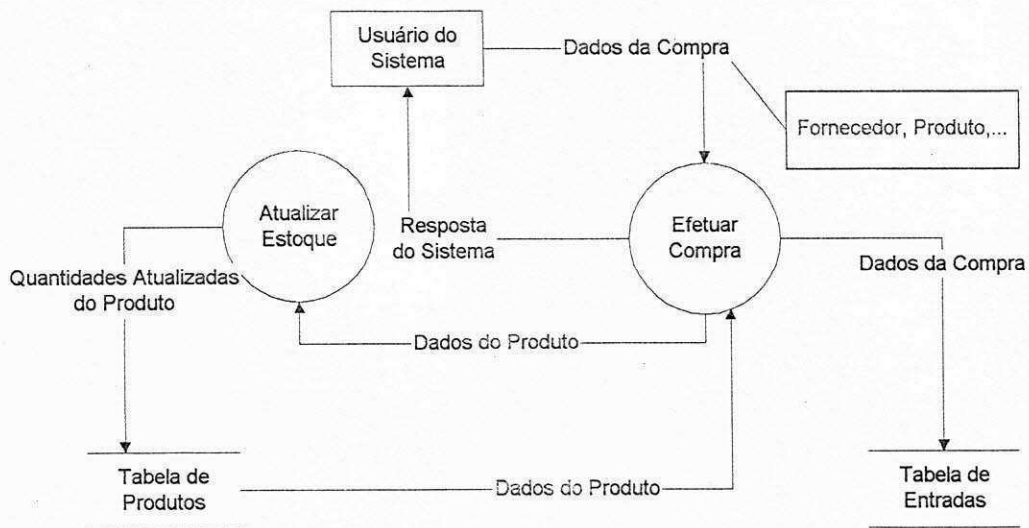 Usuário do
Sistema
Dados da Compra
Fornecedor, Produto,...
Atualizar
Estoque
Resposta
do Sistema
Efetuar
Compra
Quantidades Atualizadas
do Produto
Dados da Compra
Dados do Produto
Tabela de
Produtos
Dados do Produto
Tabela de
Entradas